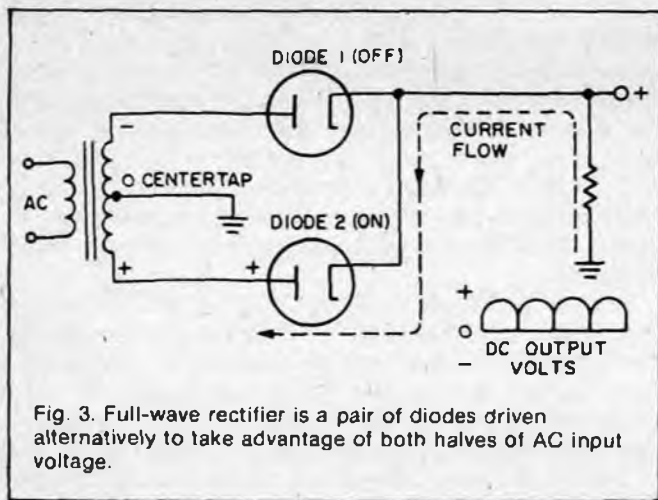 DIODE 1 (OFF)
+
CURRENT
FLOW
-
O CENTERTAP
AC
DIODE 2 (ON)
+
+
+
O
-
DC OUTPUT
VOLTS
Fig. 3. Full-wave rectifier is a pair of diodes driven
alternatively to take advantage of both halves of AC input
voltage.